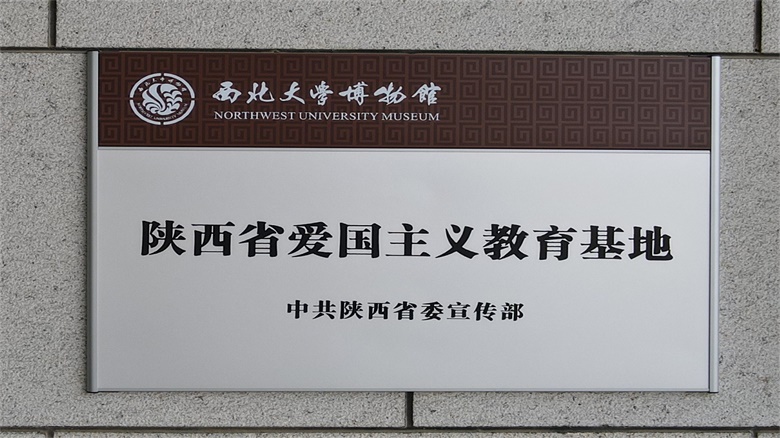 西北大学博物館
NORTHWEST UNIVERSITY MUSEUM
陕西省爱国主义教育基地
中共陕西省委宣传部